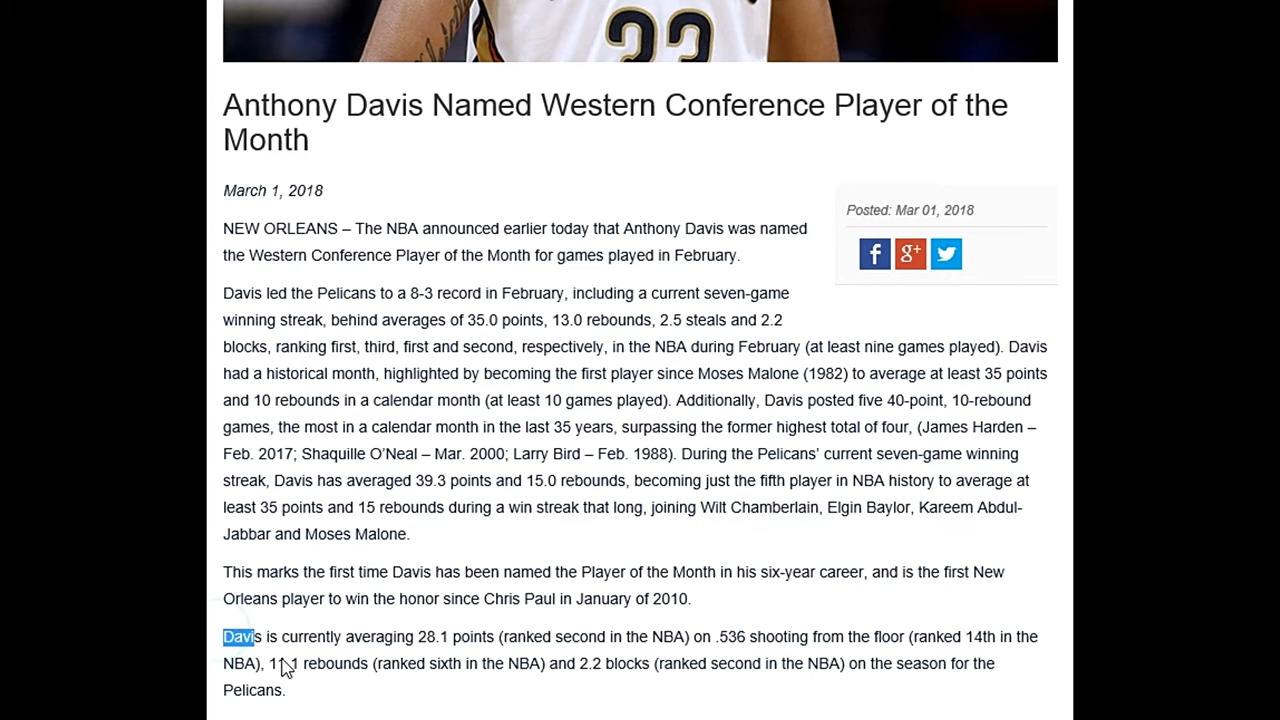 23
Anthony Davis Named Western Conference Player of the
Month
March 1, 2018
Posted: Mar 01, 2018
f g+
NEW ORLEANS – The NBA announced earlier today that Anthony Davis was named
the Western Conference Player of the Month for games played in February.
Davis led the Pelicans to a 8-3 record in February, including a current seven-game
winning streak, behind averages of 35.0 points, 13.0 rebounds, 2.5 steals and 2.2
blocks, ranking first, third, first and second, respectively, in the NBA during February (at least nine games played). Davis
had a historical month, highlighted by becoming the first player since Moses Malone (1982) to average at least 35 points
and 10 rebounds in a calendar month (at least 10 games played). Additionally, Davis posted five 40-point, 10-rebound
games, the most in a calendar month in the last 35 years, surpassing the former highest total of four, (James Harden –
Feb. 2017; Shaquille O’Neal – Mar. 2000; Larry Bird – Feb. 1988). During the Pelicans’ current seven-game winning
streak, Davis has averaged 39.3 points and 15.0 rebounds, becoming just the fifth player in NBA history to average at
least 35 points and 15 rebounds during a win streak that long, joining Wilt Chamberlain, Elgin Baylor, Kareem Abdul-
Jabbar and Moses Malone.
This marks the first time Davis has been named the Player of the Month in his six-year career, and is the first New
Orleans player to win the honor since Chris Paul in January of 2010.
Davis is currently averaging 28.1 points (ranked second in the NBA) on .536 shooting from the floor (ranked 14th in the
NBA), rebounds (ranked sixth in the NBA) and 2.2 blocks (ranked second in the NBA) on the season for the
Pelicans.